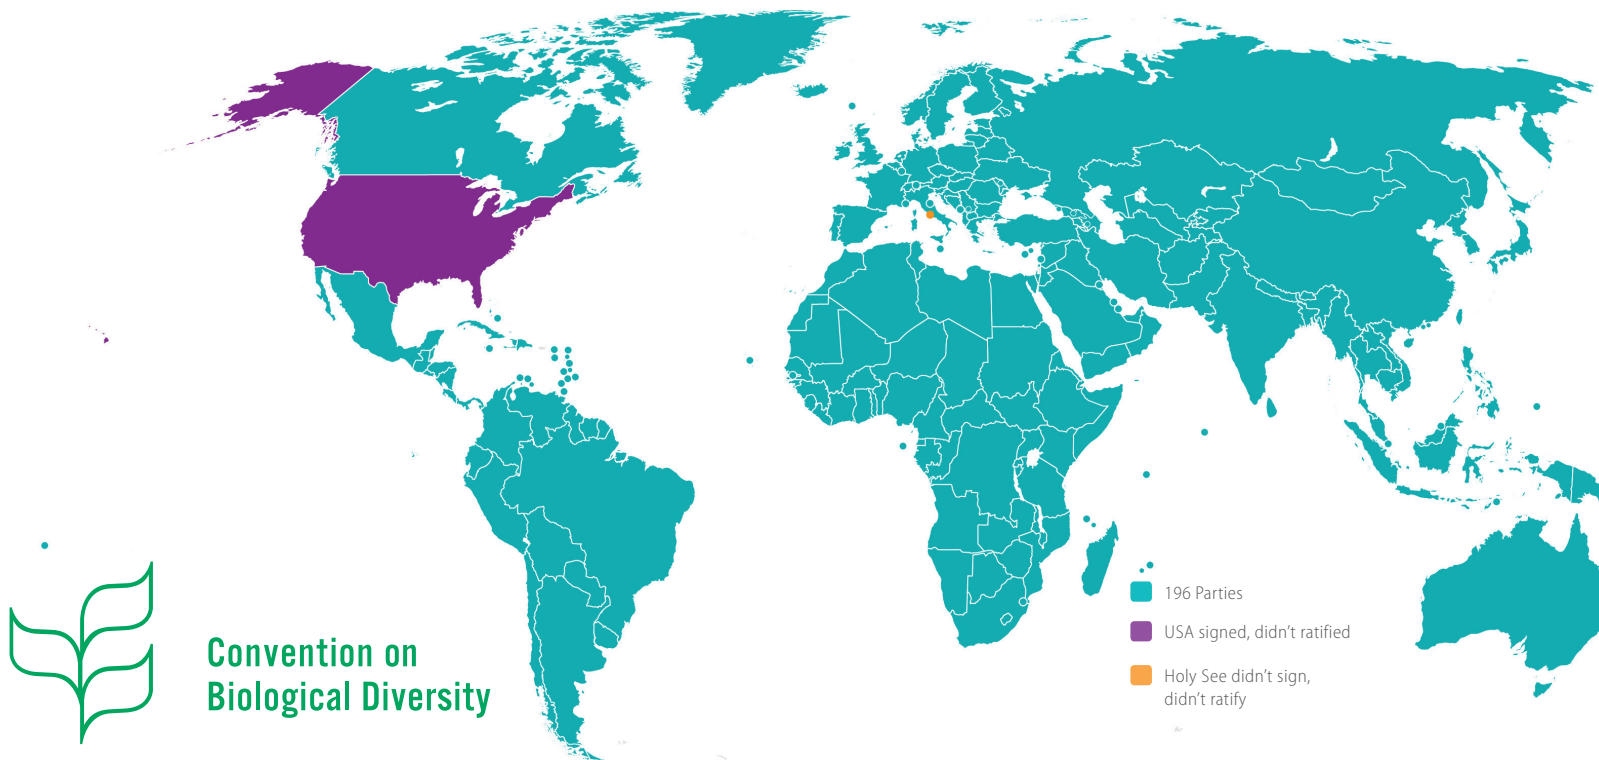 196 Parties
USA signed, didn’t ratified
Holy See didn’t sign,
didn’t ratify
Convention on
Biological Diversity